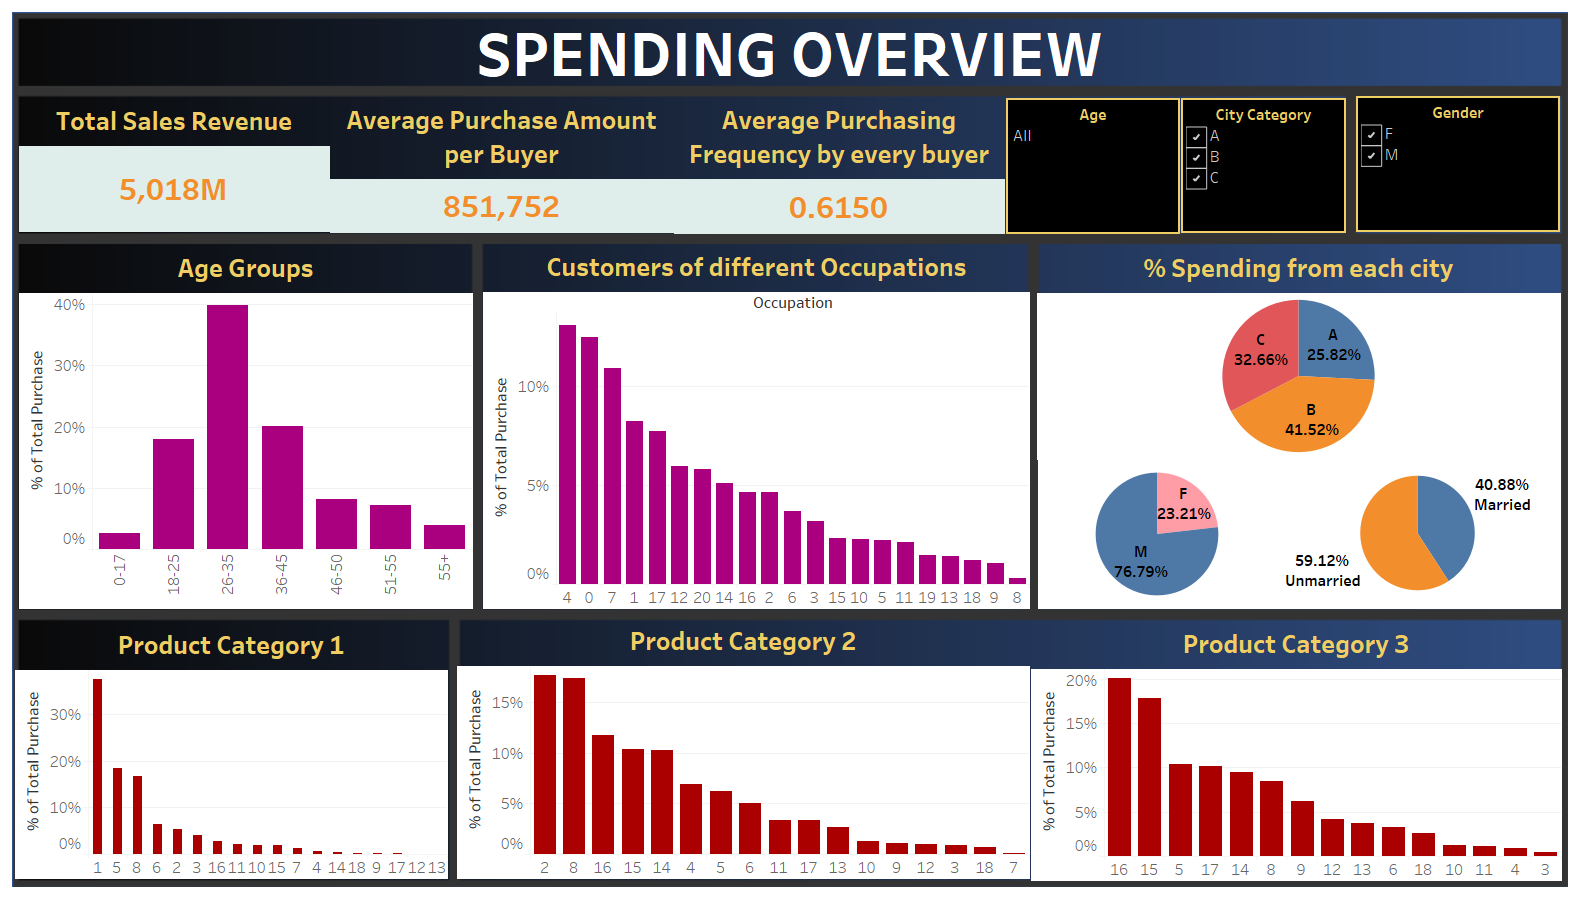 SPENDING OVERVIEW
Total Sales Revenue
5,018M
Average Purchase Amount
per Buyer
851,752
Average Purchasing
Frequency by every buyer
0.6150
Age
All
City Category
A
B
C
Gender
F
M
Age Groups
% of Total Purchase
40%
30%
20%
10%
0%
0-17
18-25
26-35
36-45
46-50
51-55
55+
Customers of different Occupations
Occupation
% of Total Purchase
10%
5%
0%
4 0 7 1 17 12 20 14 16 2 6 3 15 10 5 11 19 13 18 9 8
% Spending from each city
C
32.66%
A
25.82%
B
41.52%
F
23.21%
M
76.79%
40.88%
Married
59.12%
Unmarried
Product Category 1
% of Total Purchase
30%
20%
10%
0%
1 5 8 6 2 3 16 11 10 15 7 4 14 18 9 17 12 13
Product Category 2
% of Total Purchase
15%
10%
5%
0%
2 8 16 15 14 4 5 6 11 17 13 10 9 12 3 18 7
Product Category 3
% of Total Purchase
20%
15%
10%
5%
0%
16 15 5 17 14 8 9 12 13 6 18 10 11 4 3